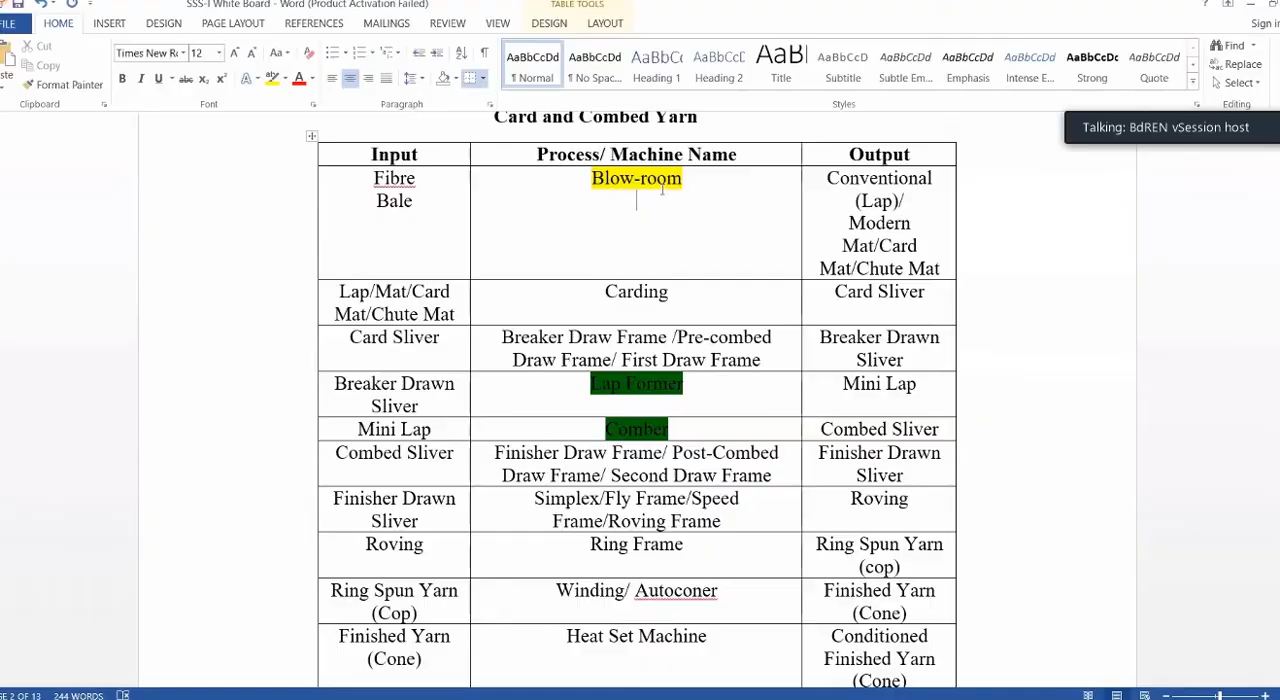 SSS-I White Board - Word (Product Activation Failed)
TABLE TOOLS
FILE HOME INSERT DESIGN PAGE LAYOUT REFERENCES MAILINGS REVIEW VIEW DESIGN LAYOUT
Sign in
Cut
Copy
Format Painter
Clipboard
Times New Ro 12
Font
Paragraph
AaBbCcDd AaBbCcDd AaBbCc AaBbCcD AaBl AaBbCcD AaBbCcDd AaBbCcDd AaBbCcDd AaBbCcDc AaBbCcDd
¶ Normal ¶ No Spac... Heading 1 Heading 2 Title Subtitle Subtle Em... Emphasis Intense E... Strong Quote
Styles
Find
Replace
Select
Editing
Talking: BdREN vSession host
Card and Combed Yarn
Input Process/ Machine Name Output
Fibre Blow-room Conventional
Bale (Lap)/
Modern
Mat/Card
Mat/Chute Mat
Lap/Mat/Card Carding Card Sliver
Mat/Chute Mat
Card Sliver Breaker Draw Frame /Pre-combed Breaker Drawn
Draw Frame/ First Draw Frame Sliver
Breaker Drawn Lap Former Mini Lap
Sliver
Mini Lap Comber Combed Sliver
Combed Sliver Finisher Draw Frame/ Post-Combed Finisher Drawn
Draw Frame/ Second Draw Frame Sliver
Finisher Drawn Simplex/Fly Frame/Speed Roving
Sliver Frame/Roving Frame
Roving Ring Frame Ring Spun Yarn
(cop)
Ring Spun Yarn Winding/ Autoconer Finished Yarn
(Cop) (Cone)
Finished Yarn Heat Set Machine Conditioned
(Cone) Finished Yarn
(Cone)
PAGE 2 OF 13 244 WORDS